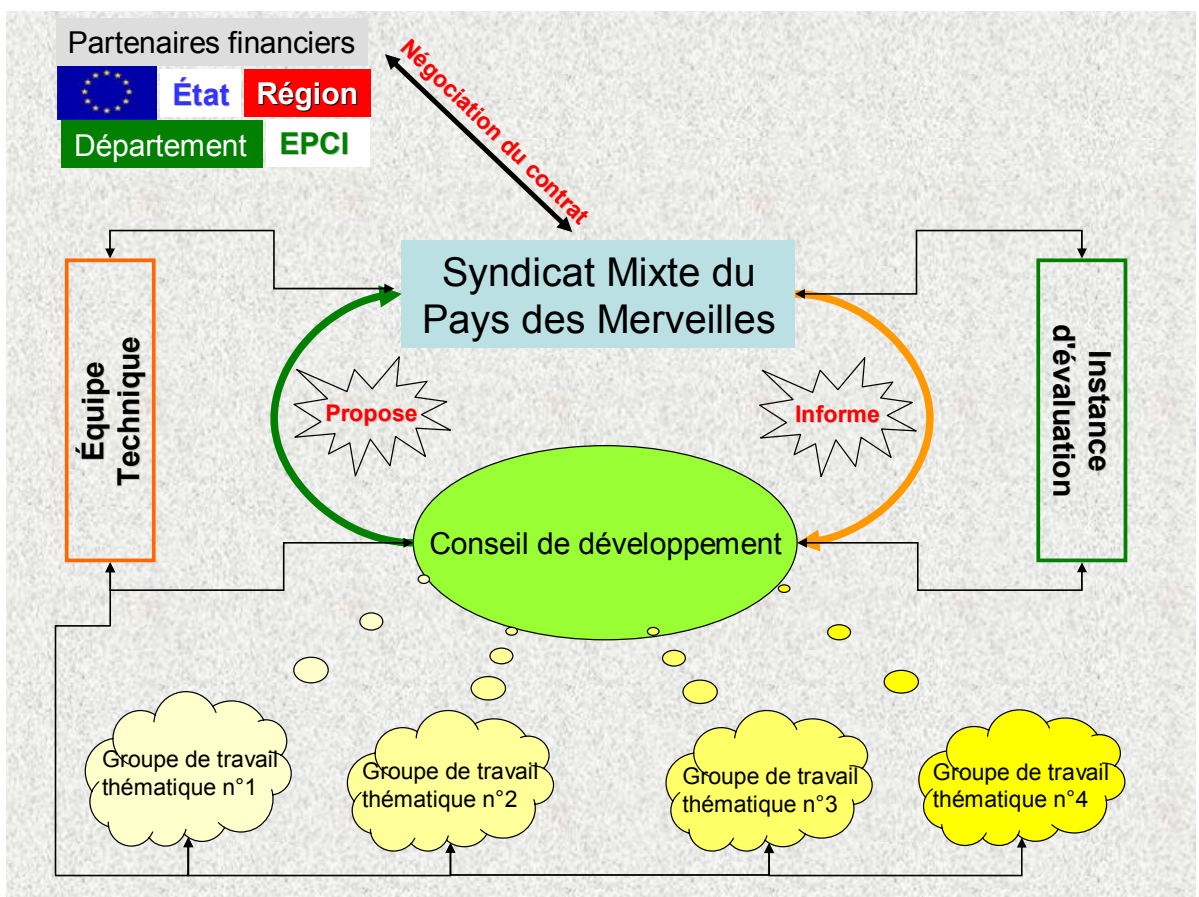 Partenaires financiers
État
Région
Département
EPCI
Négociation du contrat
Syndicat Mixte du
Pays des Merveilles
Équipe
Technique
Propose
Informe
Instance
d'évaluation
Conseil de développement
Groupe de travail
thématique n°1
Groupe de travail
thématique n°2
Groupe de travail
thématique n°3
Groupe de travail
thématique n°4